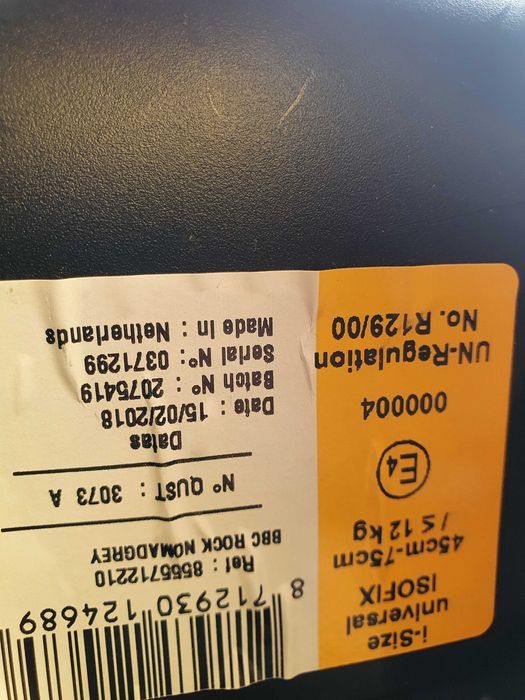 i-Size
universal
ISOFIX
45cm-75cm
/ ≤ 12 kg
E4
000004
UN-Regulation
No. R129/00
8 712930 124689
Ref : 8555712210
BBC ROCK NOMADGREY
N° QUST : 3073 A
Datas
Date : 15/02/2018
Batch N° : 2075419
Serial N° : 0371299
Made in : Netherlands